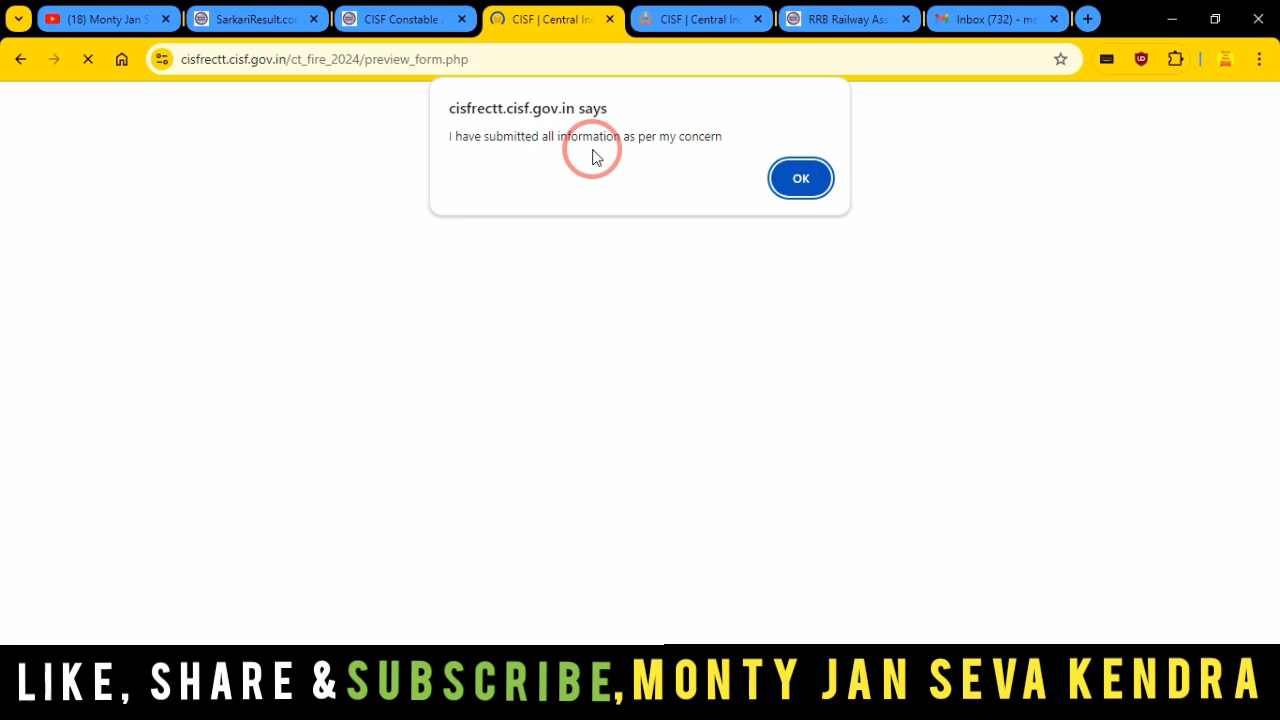 (18) Monty Jan S
SarkariResult.co
CISF Constable
CISF | Central In
CISF | Central In
RRB Railway Ass
Inbox (732) - m
cisfrectt.cisf.gov.in/ct_fire_2024/preview_form.php
cisfrectt.cisf.gov.in says
I have submitted all information as per my concern
OK
LIKE, SHARE & SUBSCRIBE, MONTY JAN SEVA KENDRA